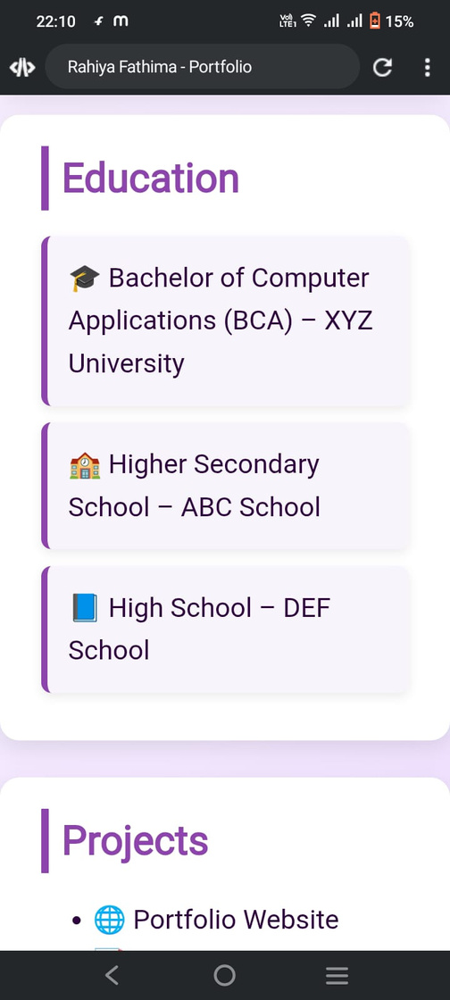 22:10
Vo) LTE1
15%
Rahiya Fathima - Portfolio
Education
🎓 Bachelor of Computer
Applications (BCA) – XYZ
University
🏫 Higher Secondary
School – ABC School
📘 High School – DEF
School
Projects
• 🌐 Portfolio Website